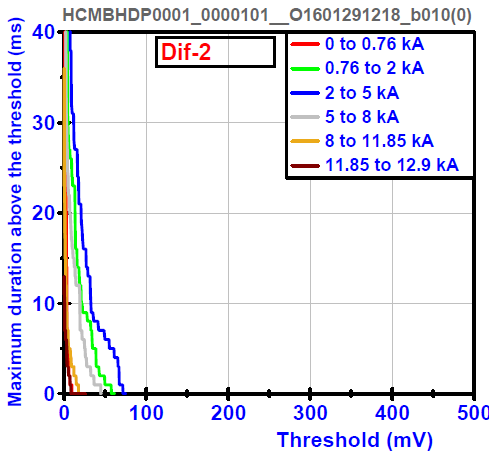 HCMBHDP0001_0000101__O1601291218_b010(0)
Dif-2
0 to 0.76 kA
0.76 to 2 kA
2 to 5 kA
5 to 8 kA
8 to 11.85 kA
11.85 to 12.9 kA
Maximum duration above the threshold (ms)
40
30
20
10
0
0 100 200 300 400 500
Threshold (mV)